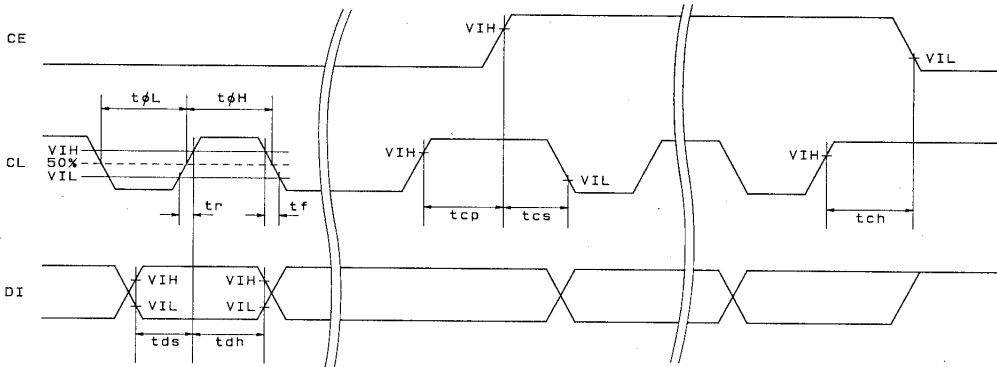 CE
VIH
VIL
tϕL
tϕH
CL
VIH
50%
VIL
VIH
VIL
VIH
tr
tf
tcp
tcs
tch
DI
VIH
VIH
VIL
VIL
tds
tdh